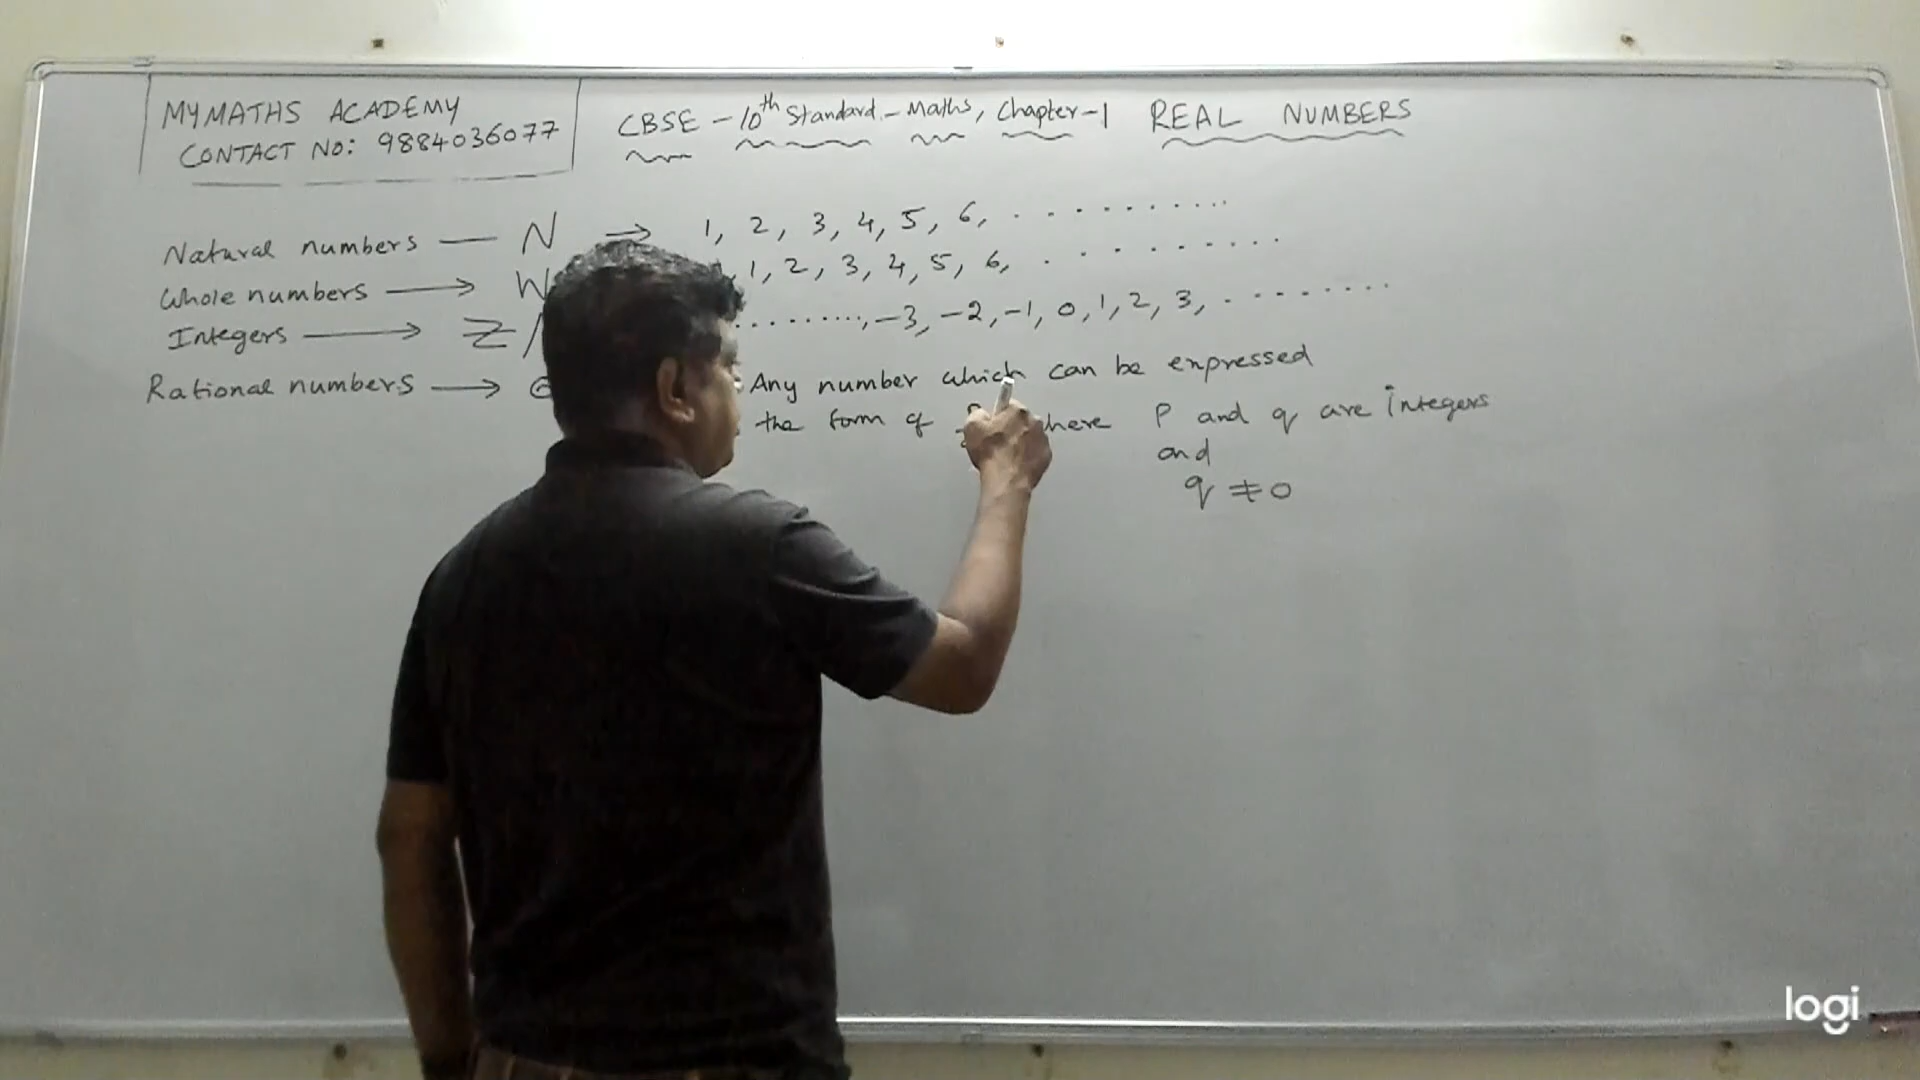 MYMATHS ACADEMY
CONTACT NO: 9884036077
CBSE - 10th Standard - Maths, Chapter-1 REAL NUMBERS
Natural numbers — N → 1, 2, 3, 4, 5, 6, ...........
Whole numbers → W 1, 2, 3, 4, 5, 6, .........
Integers → Z/ ........., -3, -2, -1, 0, 1, 2, 3, .........
Rational numbers → Any number which can be expressed
the form of where P and q are integers
and
q ≠ 0
logi